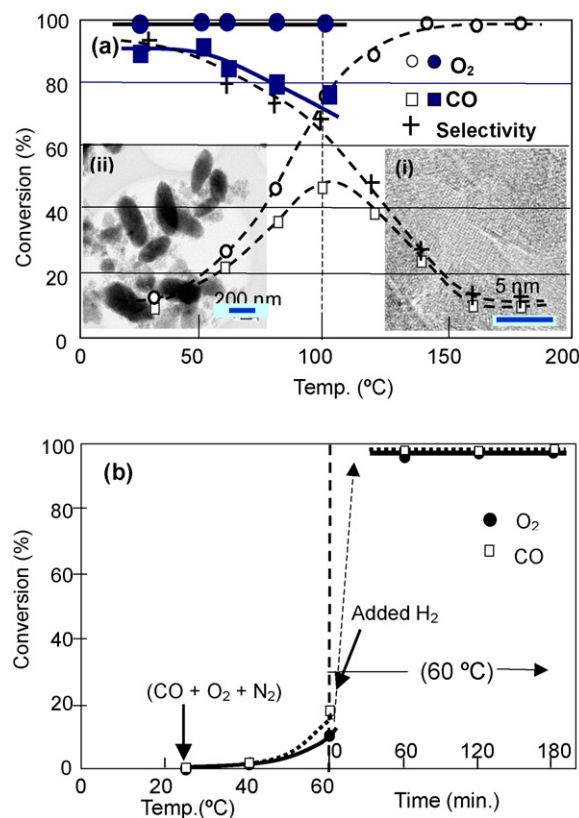 100
(a)
80
O2
CO
Selectivity
60
(ii)
(i)
40
20
200 nm
5 nm
0
Conversion (%)
0 50 100 150 200
Temp. (ºC)
100
(b)
80
O2
CO
60
Added H2
40
(60 ºC)
(CO + O2 + N2)
20
0
Conversion (%)
0 60 120 180
20 40 60
Temp.(ºC) Time (min.)